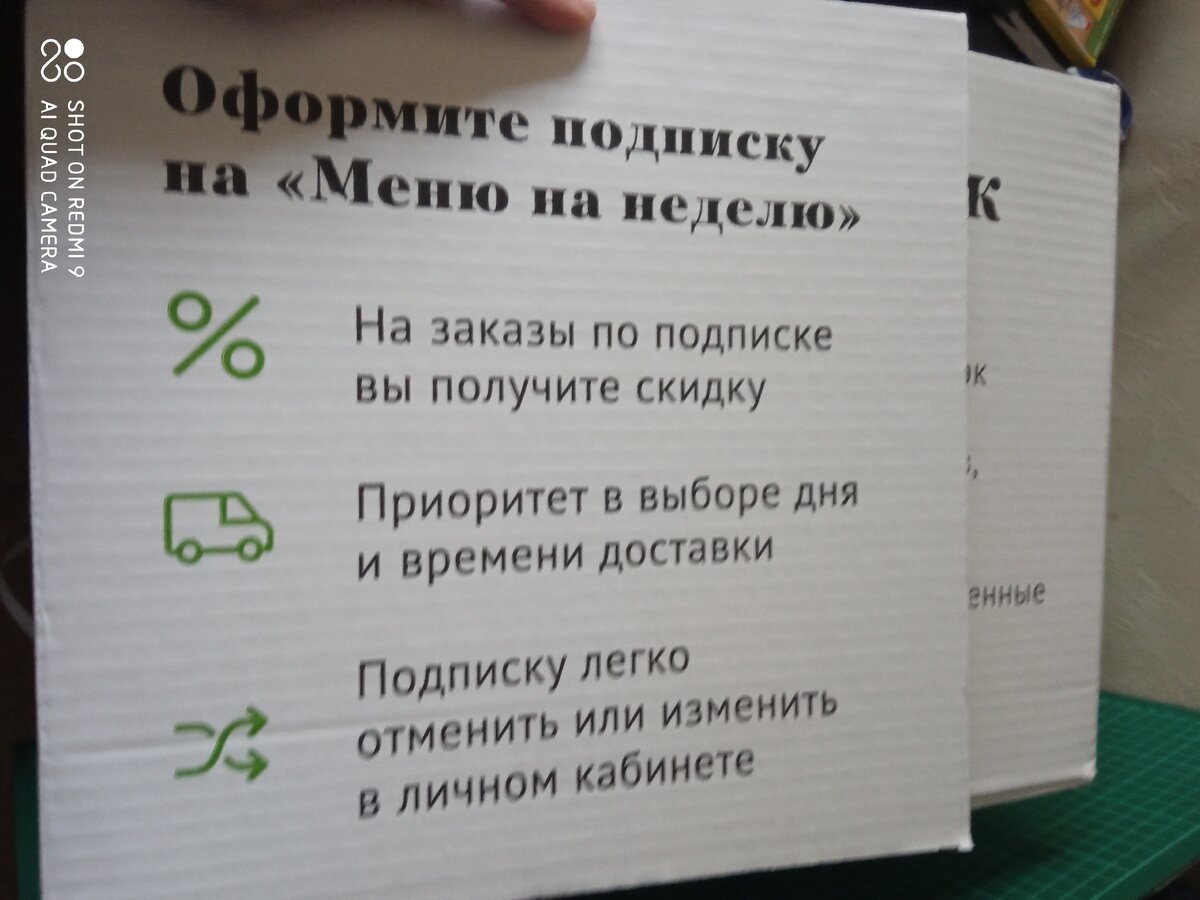 Оформите подписку
на «Меню на неделю»
%
На заказы по подписке
вы получите скидку
Приоритет в выборе дня
и времени доставки
Подписку легко
отменить или изменить
в личном кабинете
SHOT ON REDMI 9
AI QUAD CAMERA